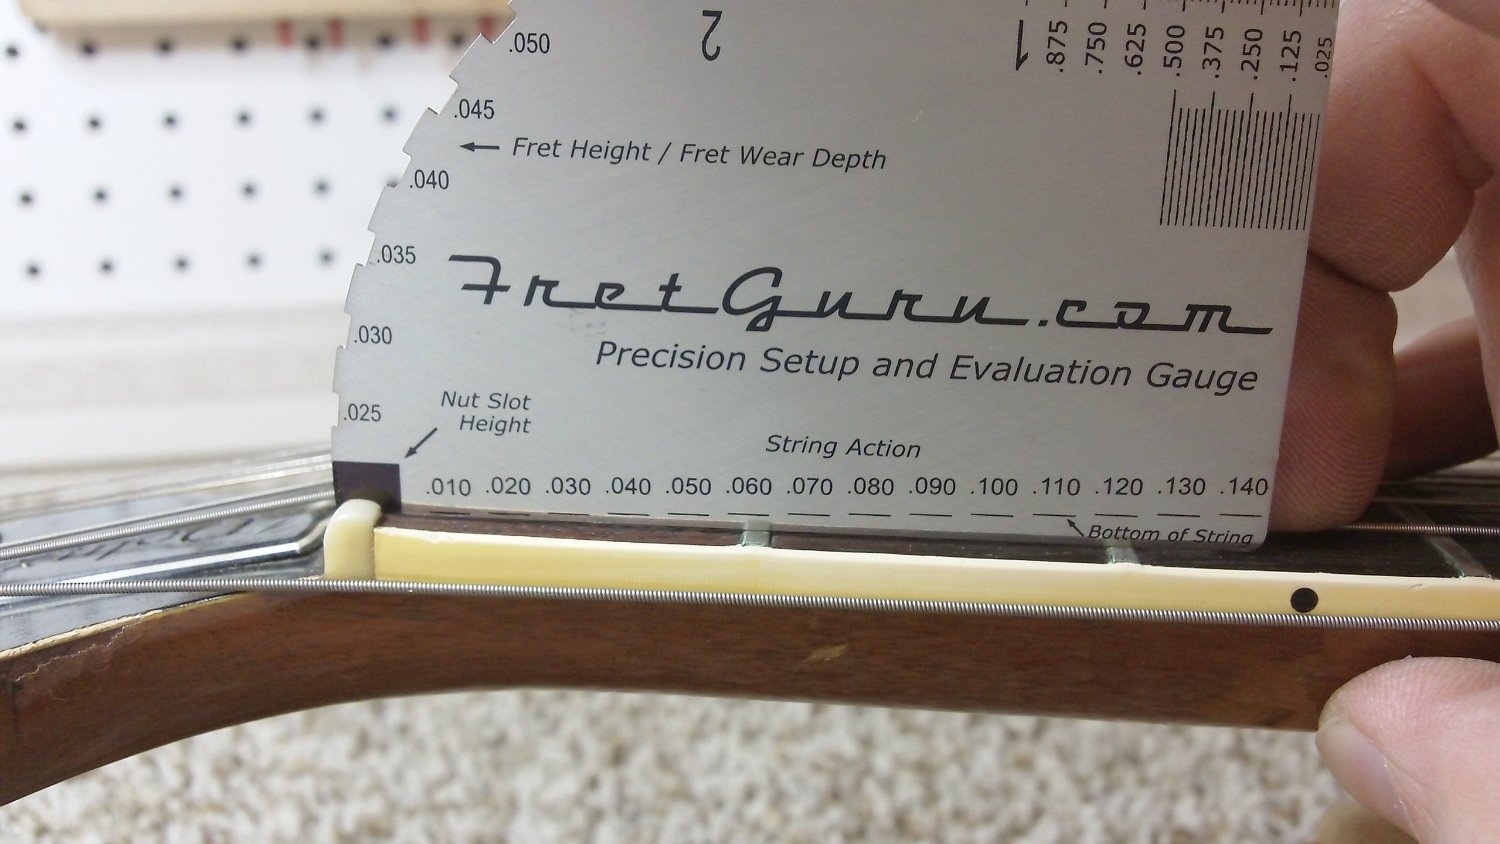 2
1
.875 .750 .625 .500 .375 .250 .125 .025
.050
.045
Fret Height / Fret Wear Depth
.040
.035
FretGuru.com
Precision Setup and Evaluation Gauge
.030
.025
Nut Slot
Height
String Action
.010 .020 .030 .040 .050 .060 .070 .080 .090 .100 .110 .120 .130 .140
Bottom of String